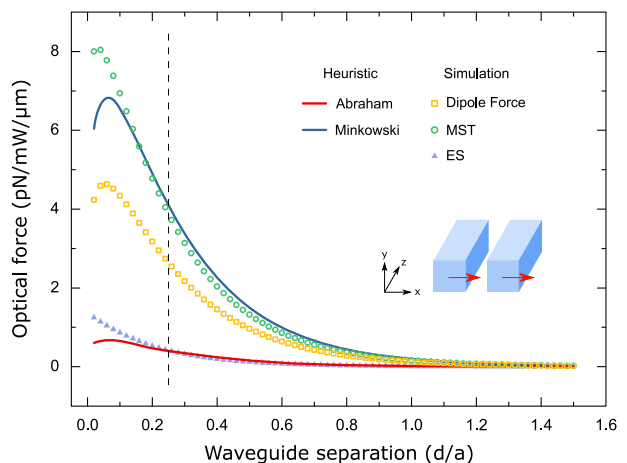 Heuristic
Simulation
Abraham
Dipole Force
Minkowski
MST
ES
y
z
x
Optical force (pN/mW/μm)
8
6
4
2
0
0.0 0.2 0.4 0.6 0.8 1.0 1.2 1.4 1.6
Waveguide separation (d/a)